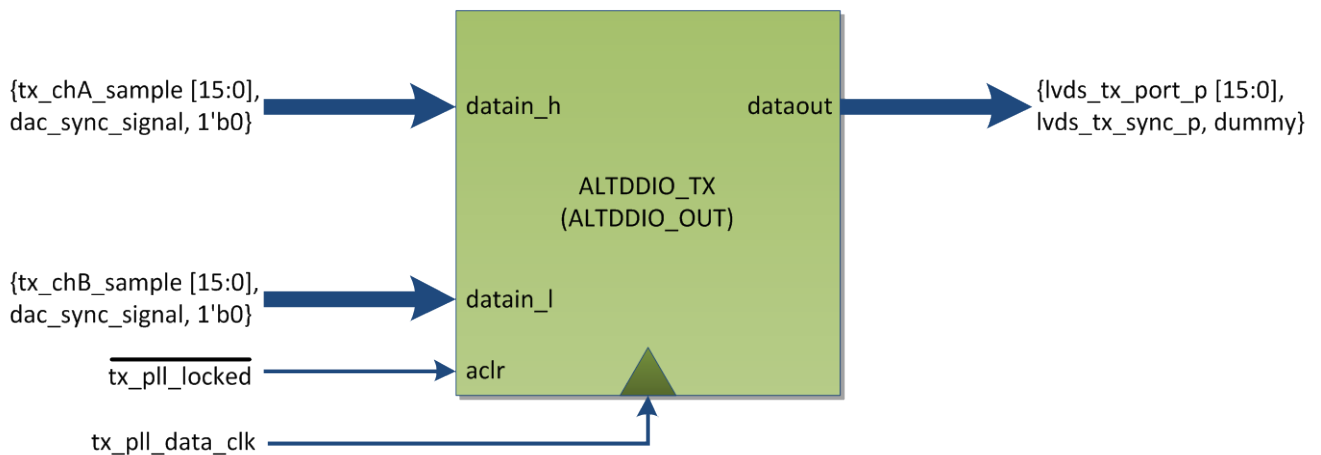 {tx_chA_sample [15:0],
dac_sync_signal, 1'b0}
datain_h
dataout
{lvds_tx_port_p [15:0],
lvds_tx_sync_p, dummy}
ALTDDIO_TX
(ALTDDIO_OUT)
{tx_chB_sample [15:0],
dac_sync_signal, 1'b0}
datain_l
tx_pll_locked
aclr
tx_pll_data_clk